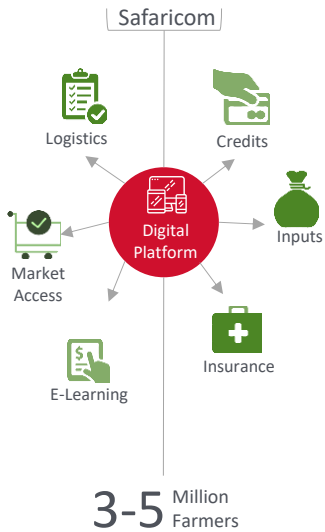 Safaricom
Logistics
Credits
Digital
Platform
Inputs
Market
Access
Insurance
E-Learning
$
3-5 Million
Farmers